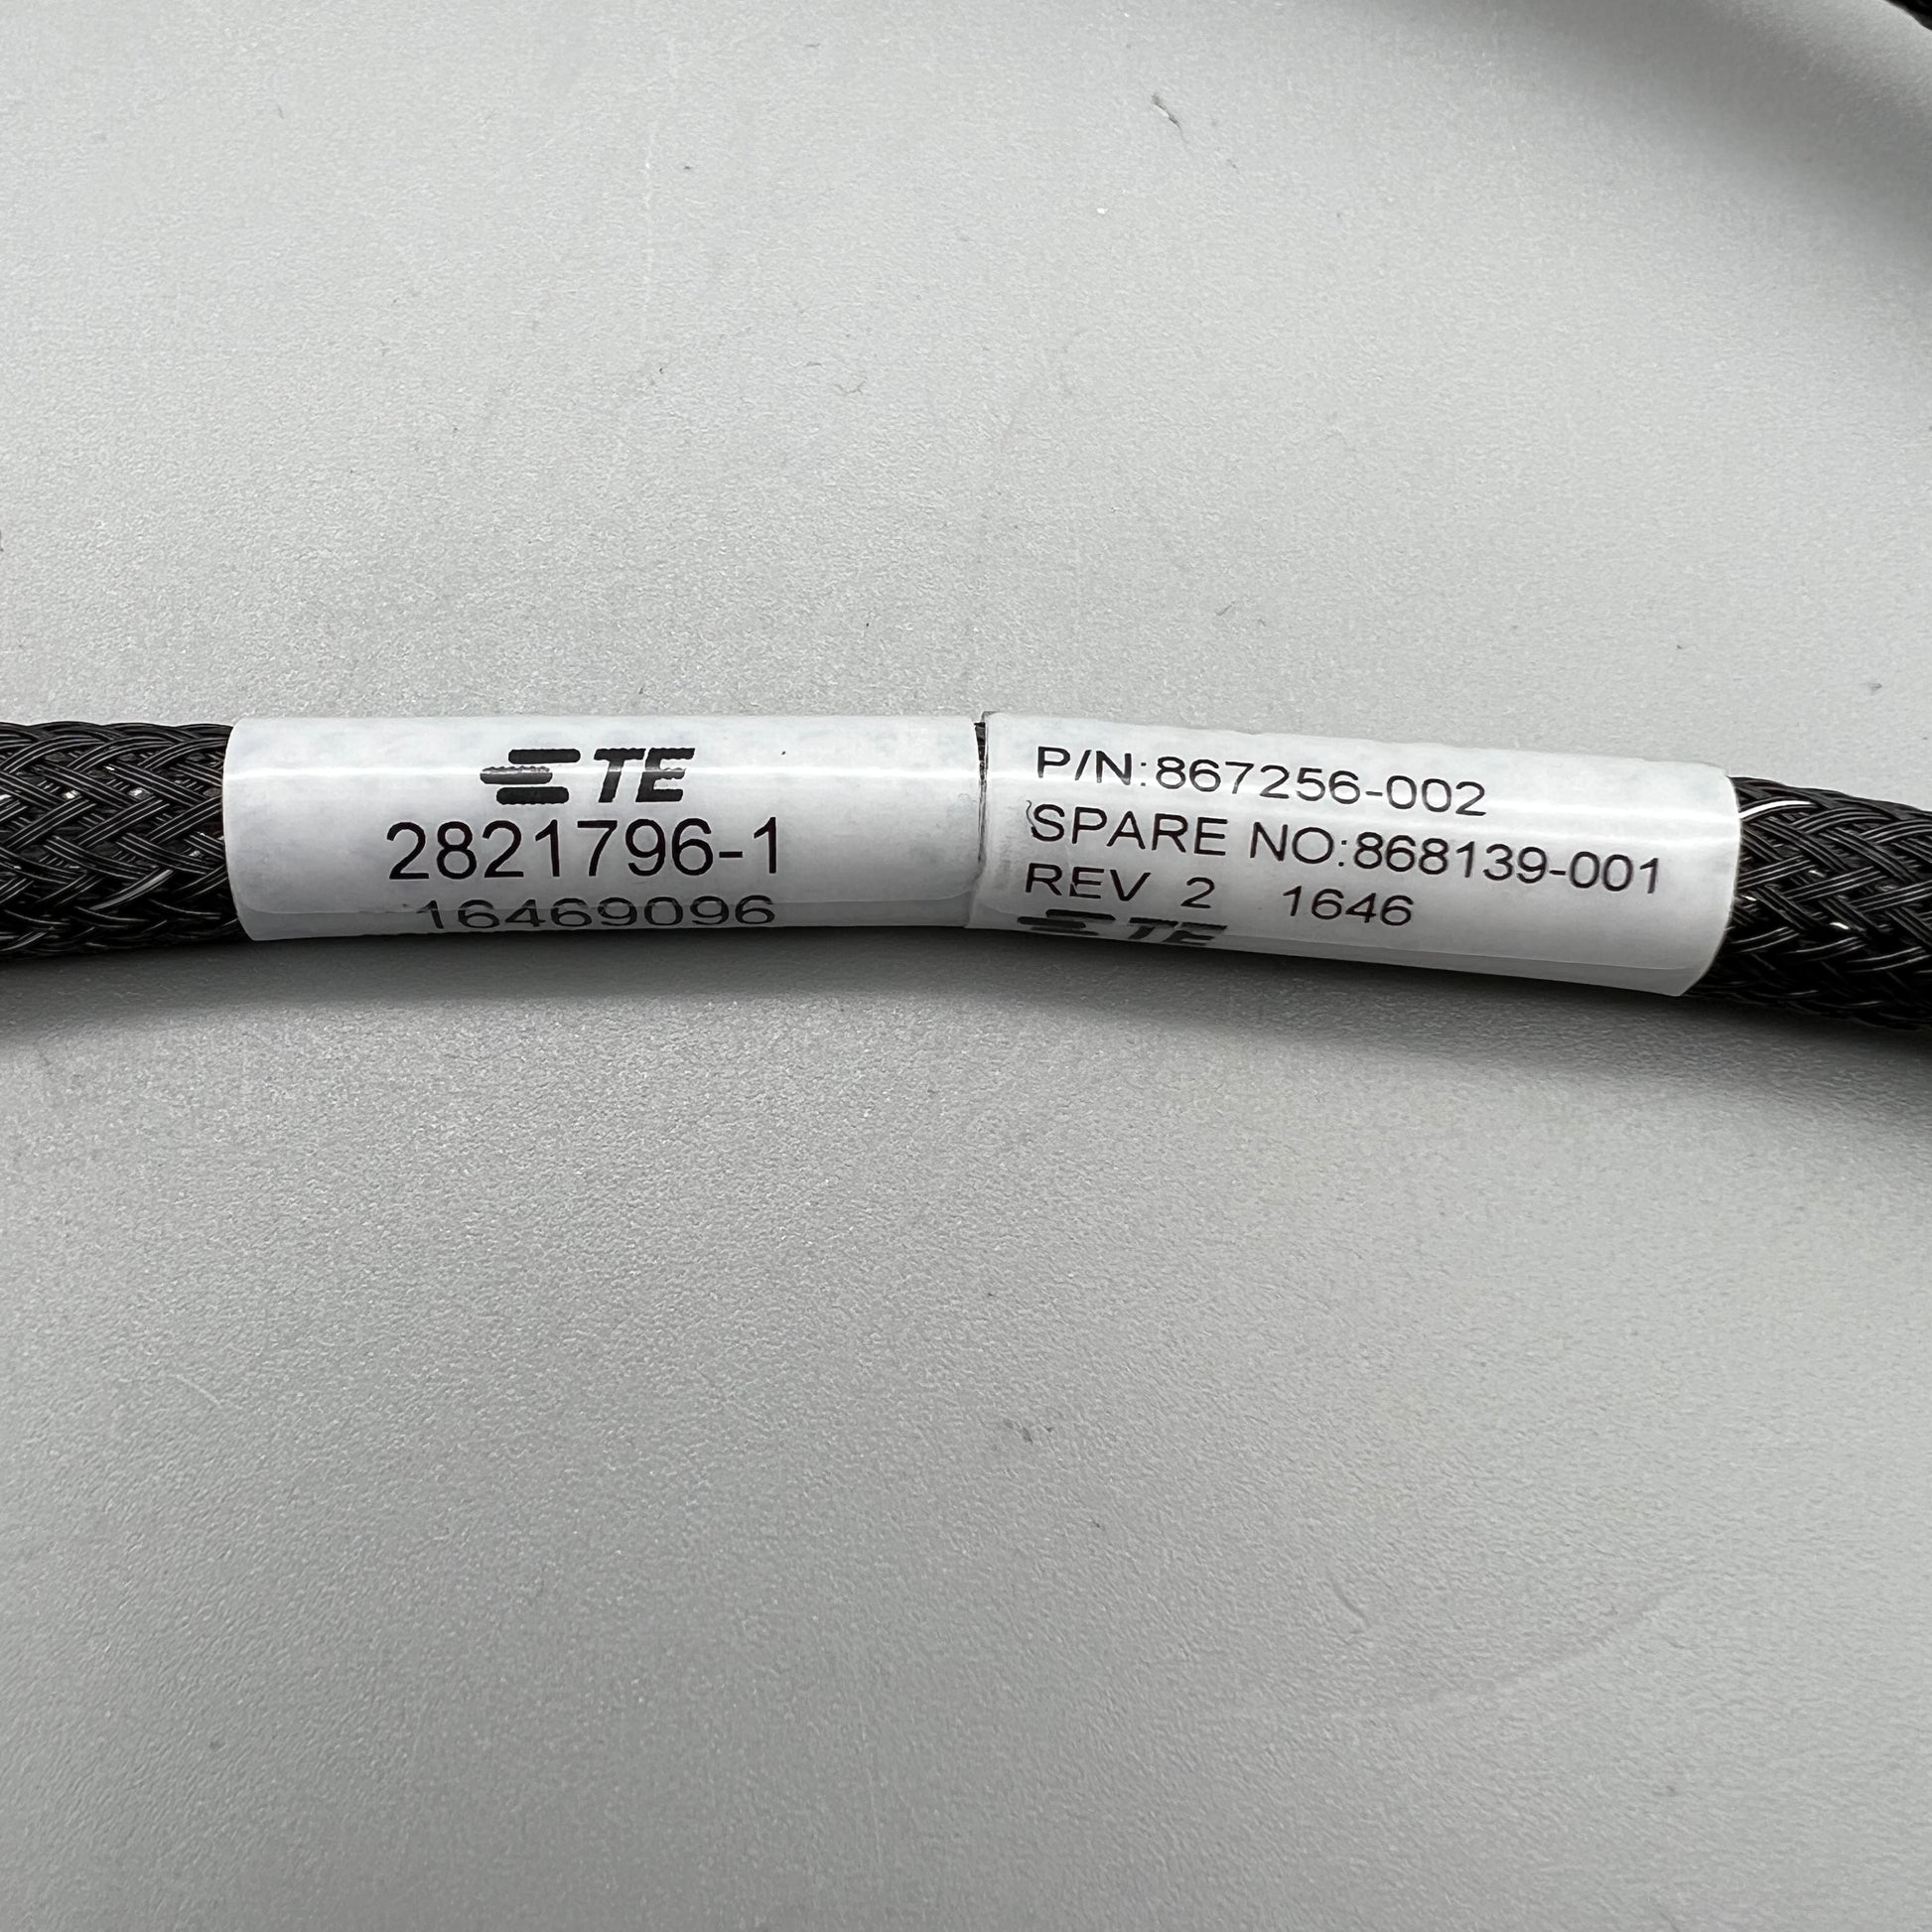 TE
2821796-1
16469096
P/N:867256-002
SPARE NO:868139-001
REV 2 1646
TE